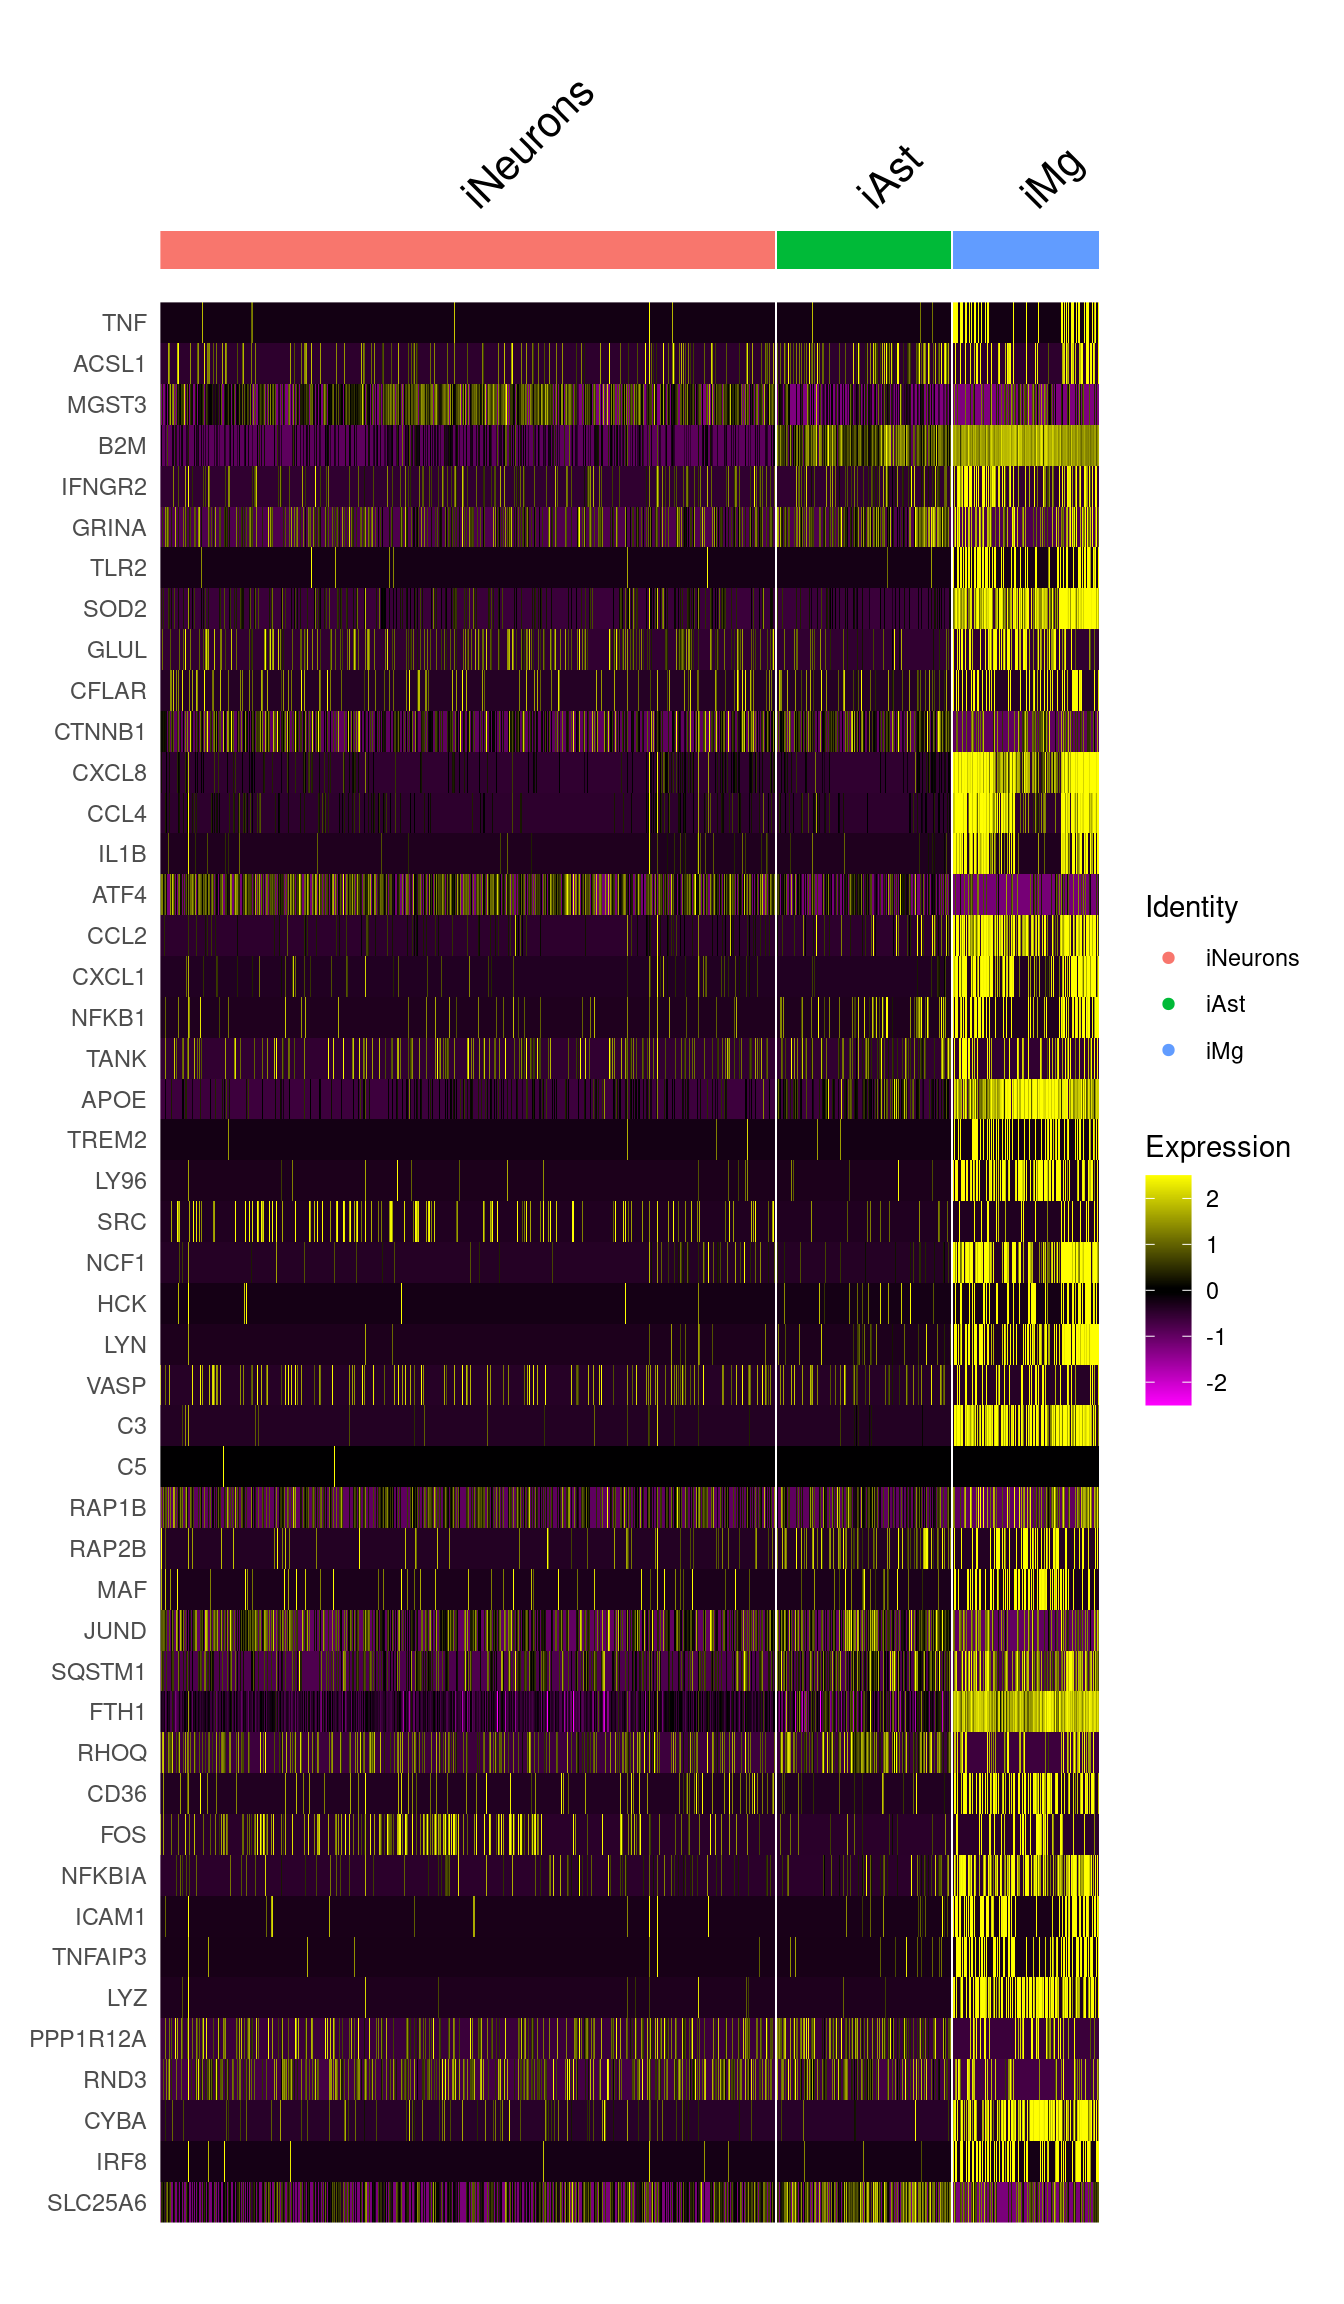 iNeurons iAst iMg
TNF
ACSL1
MGST3
B2M
IFNGR2
GRINA
TLR2
SOD2
GLUL
CFLAR
CTNNB1
CXCL8
CCL4
IL1B
ATF4
CCL2
CXCL1
NFKB1
TANK
APOE
TREM2
LY96
SRC
NCF1
HCK
LYN
VASP
C3
C5
RAP1B
RAP2B
MAF
JUND
SQSTM1
FTH1
RHOQ
CD36
FOS
NFKBIA
ICAM1
TNFAIP3
LYZ
PPP1R12A
RND3
CYBA
IRF8
SLC25A6
Identity
iNeurons
iAst
iMg
Expression
2
1
0
-1
-2